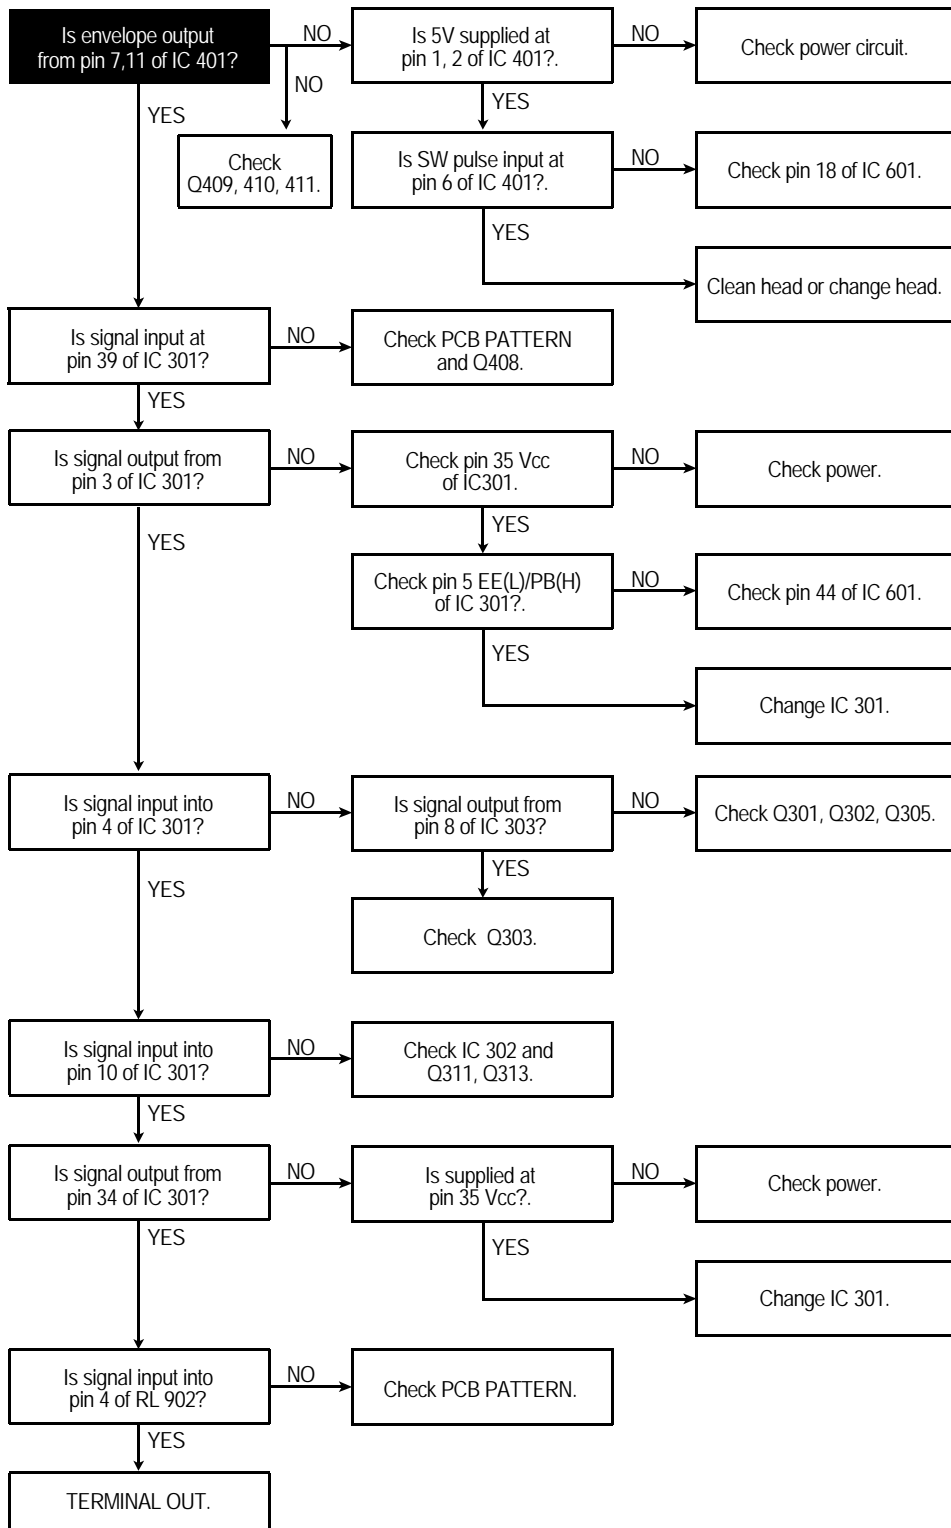 Is envelope output
from pin 7,11 of IC 401?
NO
Is 5V supplied at
pin 1, 2 of IC 401?.
NO
Check power circuit.
NO
YES
YES
Check
Q409, 410, 411.
Is SW pulse input at
pin 6 of IC 401?.
NO
Check pin 18 of IC 601.
YES
Clean head or change head.
Is signal input at
pin 39 of IC 301?
NO
Check PCB PATTERN
and Q408.
YES
Is signal output from
pin 3 of IC 301?
NO
Check pin 35 Vcc
of IC301.
NO
Check power.
YES
YES
Check pin 5 EE(L)/PB(H)
of IC 301?.
NO
Check pin 44 of IC 601.
YES
Change IC 301.
Is signal input into
pin 4 of IC 301?
NO
Is signal output from
pin 8 of IC 303?
NO
Check Q301, Q302, Q305.
YES
YES
Check Q303.
Is signal input into
pin 10 of IC 301?
NO
Check IC 302 and
Q311, Q313.
YES
Is signal output from
pin 34 of IC 301?
NO
Is supplied at
pin 35 Vcc?.
NO
Check power.
YES
YES
Change IC 301.
Is signal input into
pin 4 of RL 902?
NO
Check PCB PATTERN.
YES
TERMINAL OUT.